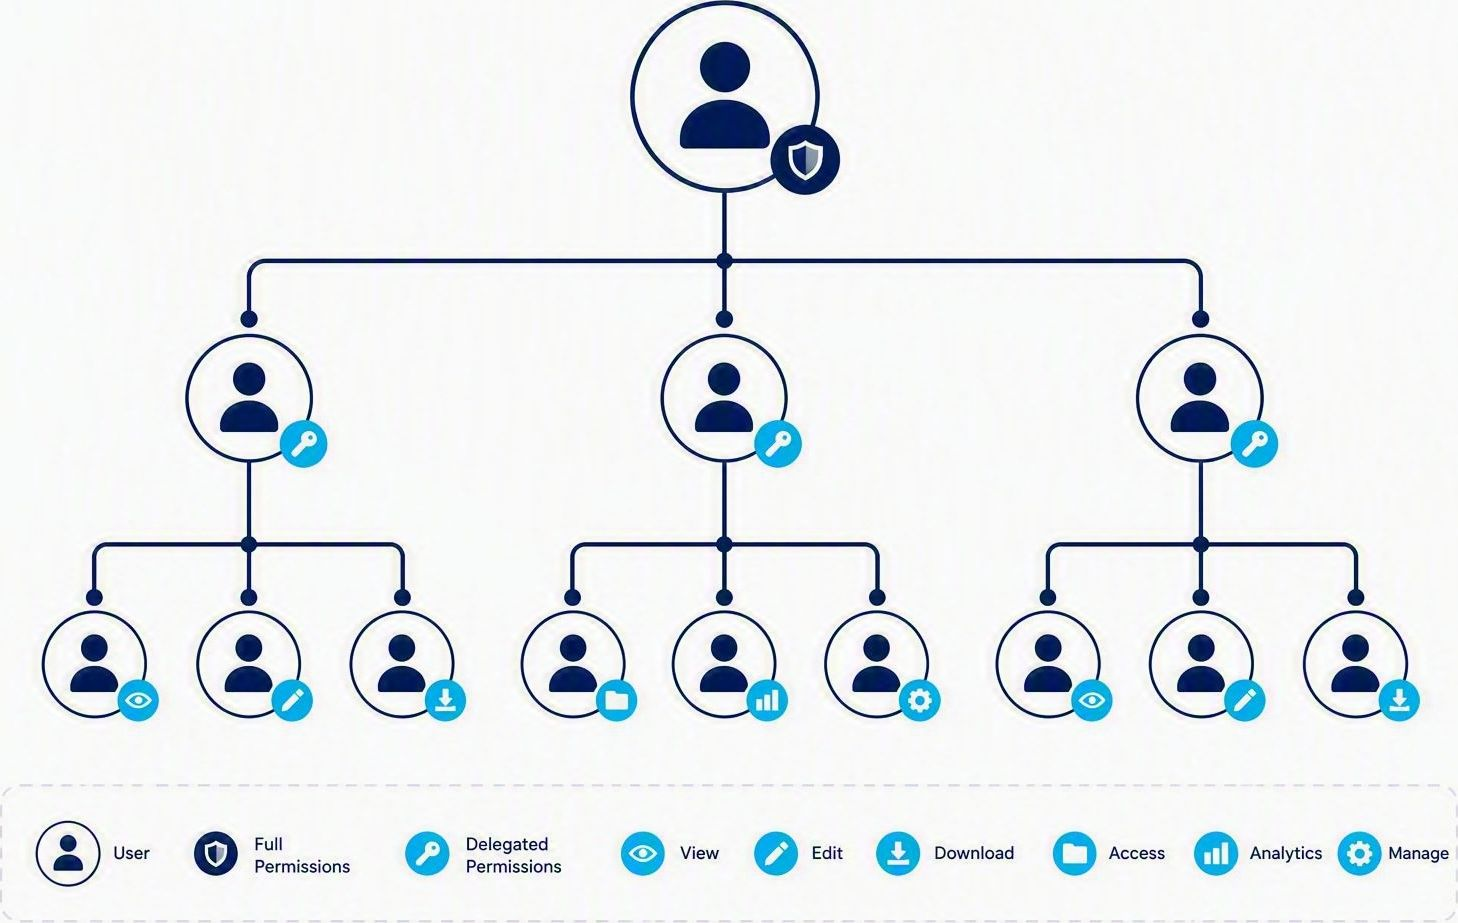 User
Full
Permissions
Delegated
Permissions
View
Edit
Download
Access
Analytics
Manage